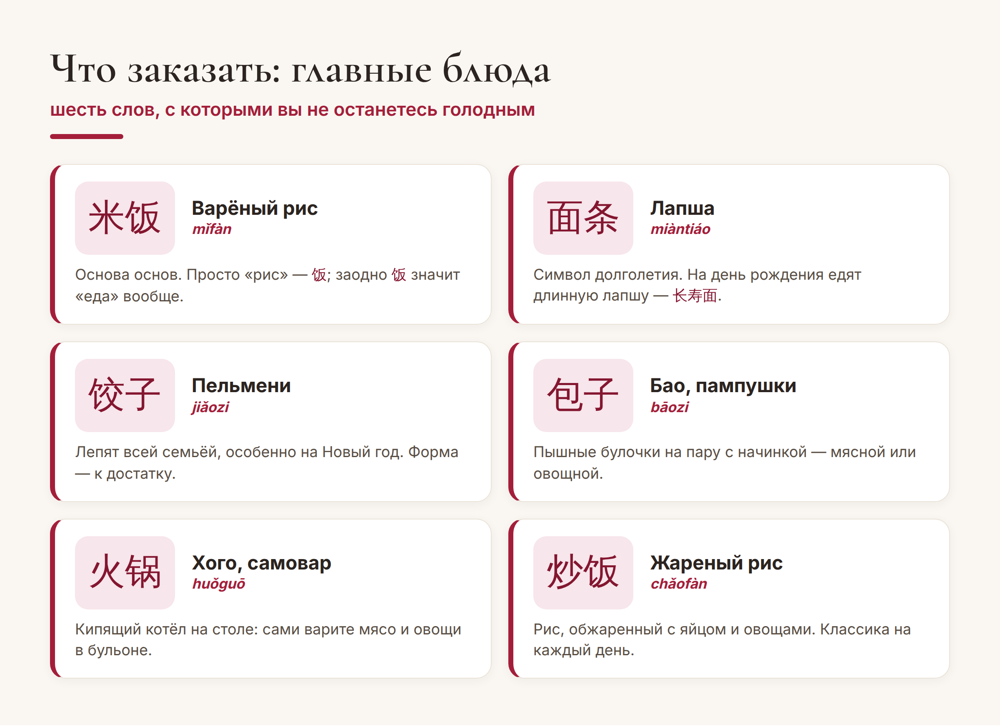 Что заказать: главные блюда
шесть слов, с которыми вы не останетесь голодным
米饭
Варёный рис
mǐfàn
Основа основ. Просто «рис» — 饭; заодно 饭 значит
«еда» вообще.
面条
Лапша
miàntiáo
Символ долголетия. На день рождения едят
длинную лапшу — 长寿面.
饺子
Пельмени
jiǎozi
Лепят всей семьёй, особенно на Новый год. Форма
— к достатку.
包子
Бао, пампушки
bāozi
Пышные булочки на пару с начинкой — мясной или
овощной.
火锅
Хого, самовар
huǒguō
Кипящий котёл на столе: сами варите мясо и овощи
в бульоне.
炒饭
Жареный рис
chǎofàn
Рис, обжаренный с яйцом и овощами. Классика на
каждый день.